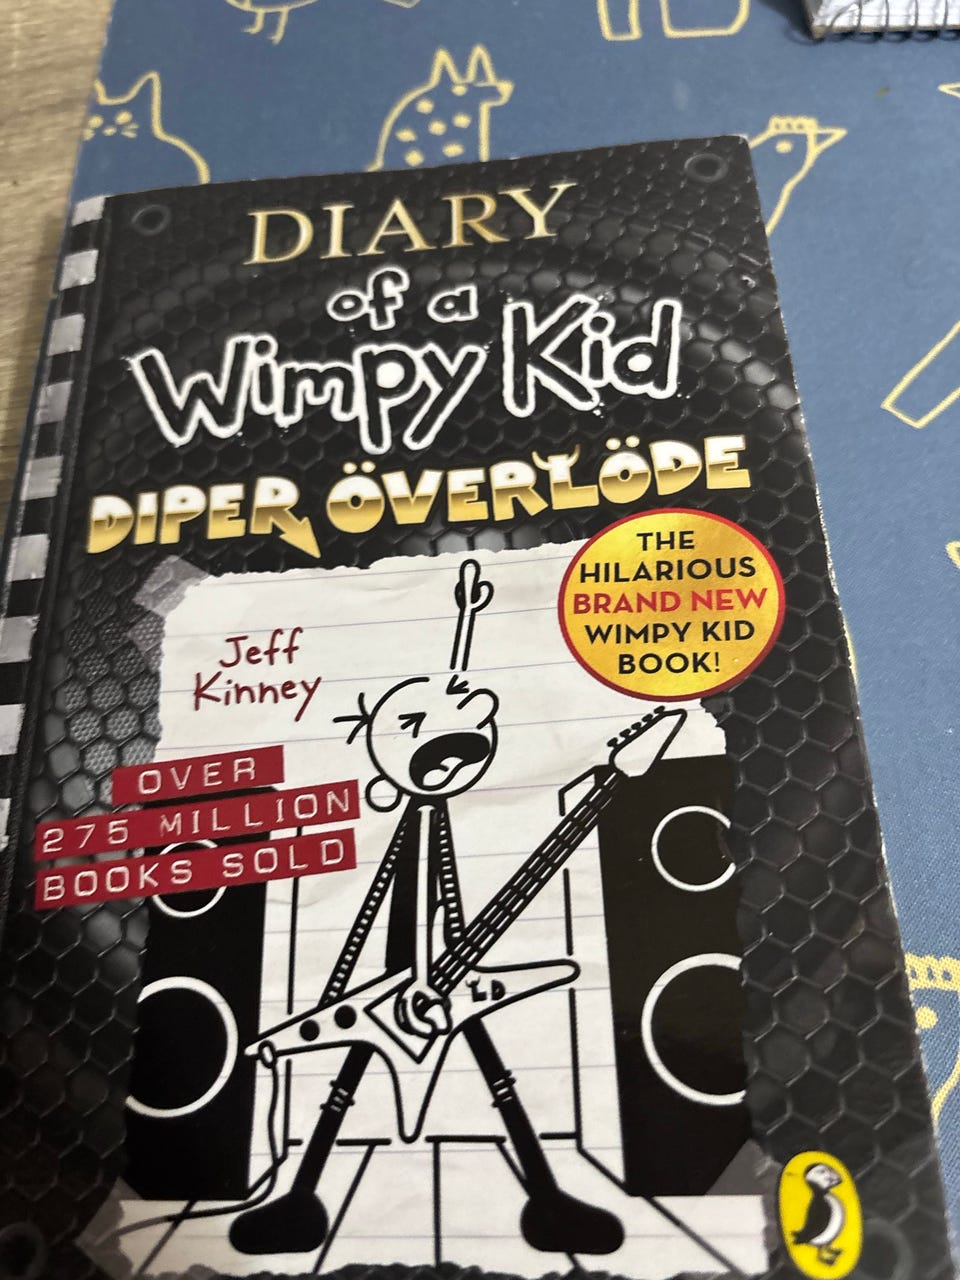 DIARY
of a
Wimpy Kid
DIPER ÖVERLÖDE
THE
HILARIOUS
BRAND NEW
WIMPY KID
BOOK!
Jeff
Kinney
OVER
275 MILLION
BOOKS SOLD
LD